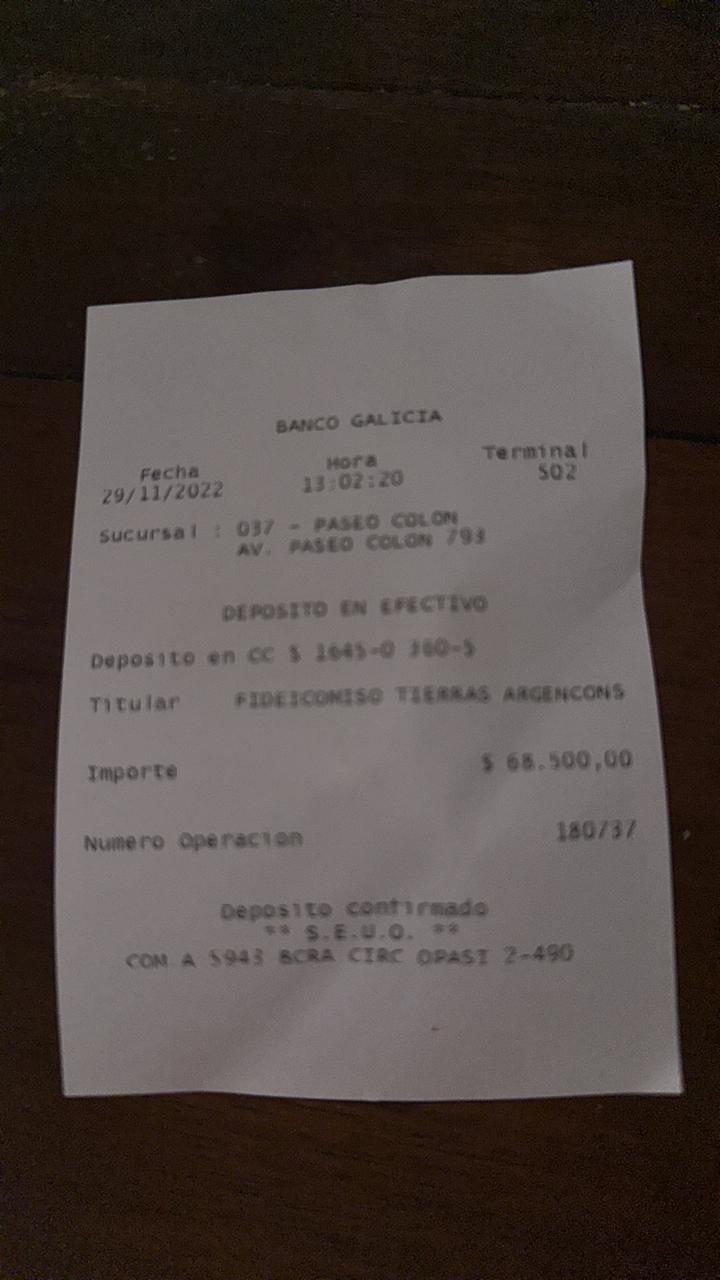 BANCO GALICIA
Fecha Hora Terminal
29/11/2022 13:02:20 502
Sucursal : 037 - PASEO COLON
AV. PASEO COLON 793
DEPOSITO EN EFECTIVO
Deposito en CC $ 1645-0 360-5
Titular FIDEICOMISO TIERRAS ARGENCONS
Importe $ 68.500,00
Numero Operacion 180737
Deposito confirmado
** S.E.U.O. **
COM A 5943 BCRA CIRC OPASI 2-490